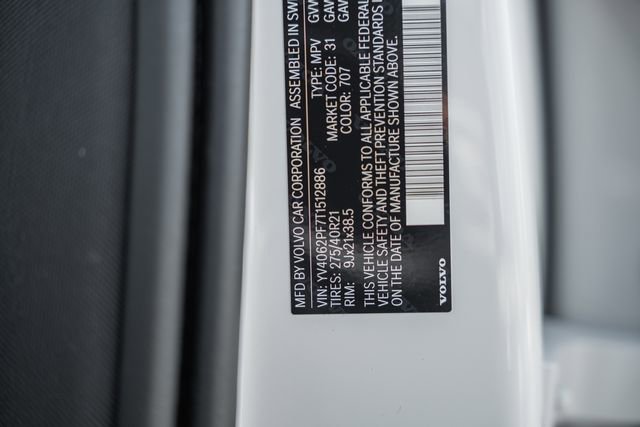 MFD BY VOLVO CAR CORPORATION ASSEMBLED IN SW
VIN: YV4062PF7T1512886 TYPE: MPV GVW
TIRES: 275/40R21 MARKET CODE: 31 GAW
RIM: 9Jx21x38.5 COLOR: 707 GAW
THIS VEHICLE CONFORMS TO ALL APPLICABLE FEDERAL
VEHICLE SAFETY AND THEFT PREVENTION STANDARDS
ON THE DATE OF MANUFACTURE SHOWN ABOVE.
VOLVO